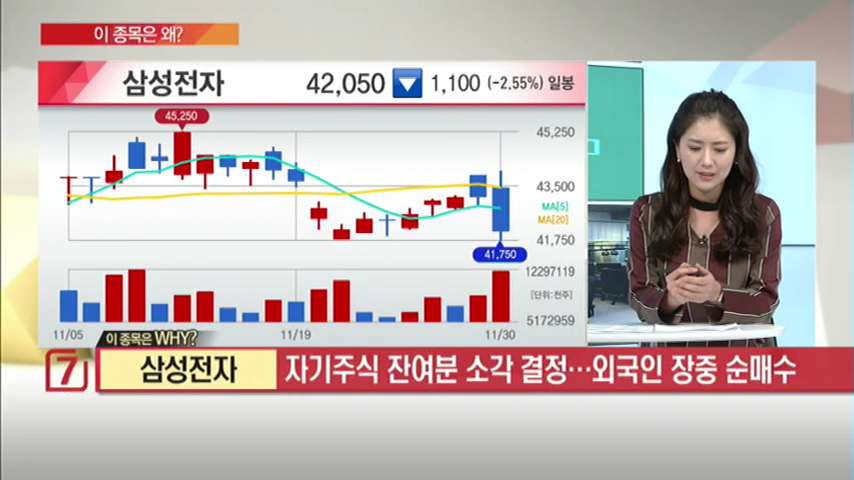 이 종목은 왜?
삼성전자 42,050 ▼ 1,100 (-2.55%) 일봉
45,250
45,250
43,500
MA[5]
MA[20]
41,750
41,750
12297119
[단위:천주]
5172959
11/05 11/19 11/30
이 종목은 WHY?
7 삼성전자 자기주식 잔여분 소각 결정…외국인 장중 순매수